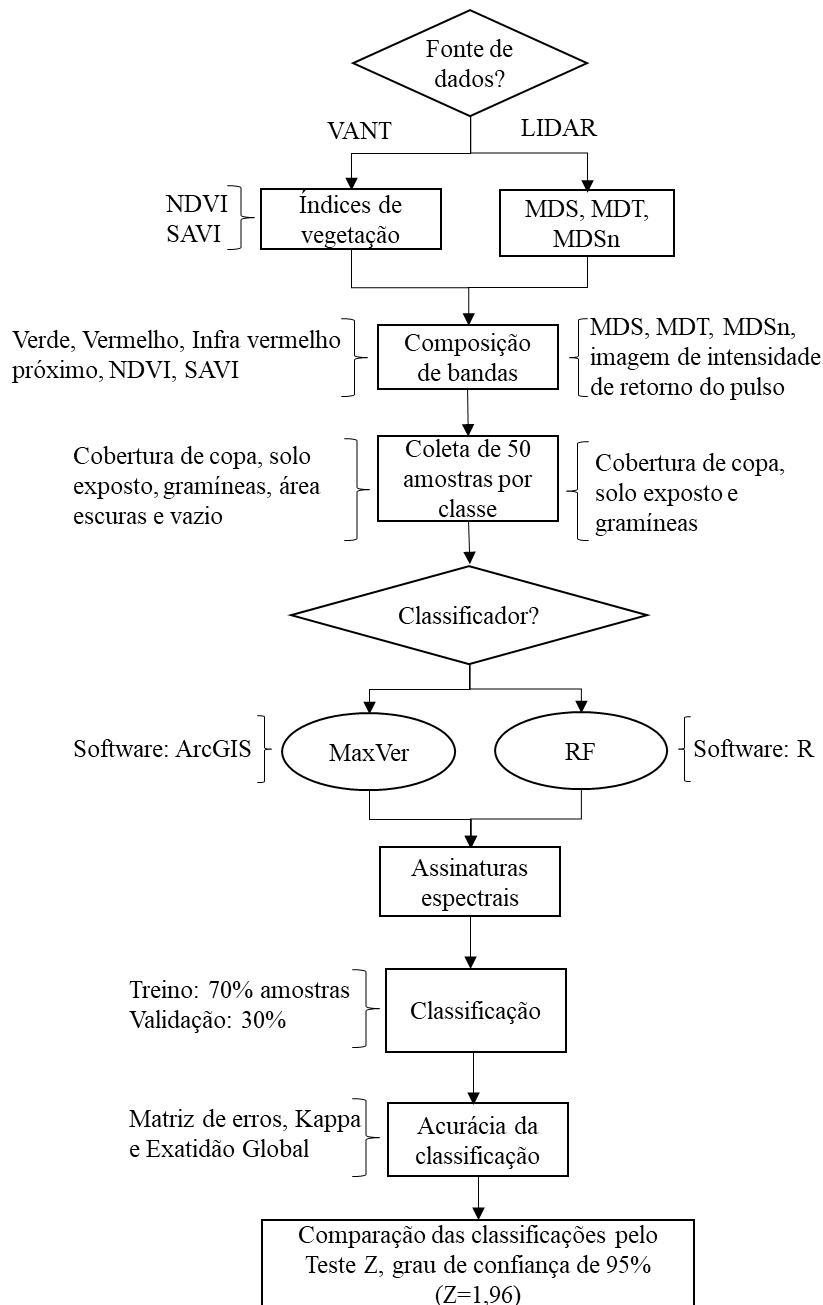 Fonte de
dados?
VANT
LIDAR
NDVI
SAVI
Índices de
vegetação
MDS, MDT,
MDSn
Verde, Vermelho, Infra vermelho
próximo, NDVI, SAVI
Composição
de bandas
MDS, MDT, MDSn,
imagem de intensidade
de retorno do pulso
Cobertura de copa, solo
exposto, gramíneas, área
escuras e vazio
Coleta de 50
amostras por
classe
Cobertura de copa,
solo exposto e
gramíneas
Classificador?
Software: ArcGIS
MaxVer
RF
Software: R
Assinaturas
espectrais
Treino: 70% amostras
Validação: 30%
Classificação
Matriz de erros, Kappa
e Exatidão Global
Acurácia da
classificação
Comparação das classificações pelo
Teste Z, grau de confiança de 95%
(Z=1,96)